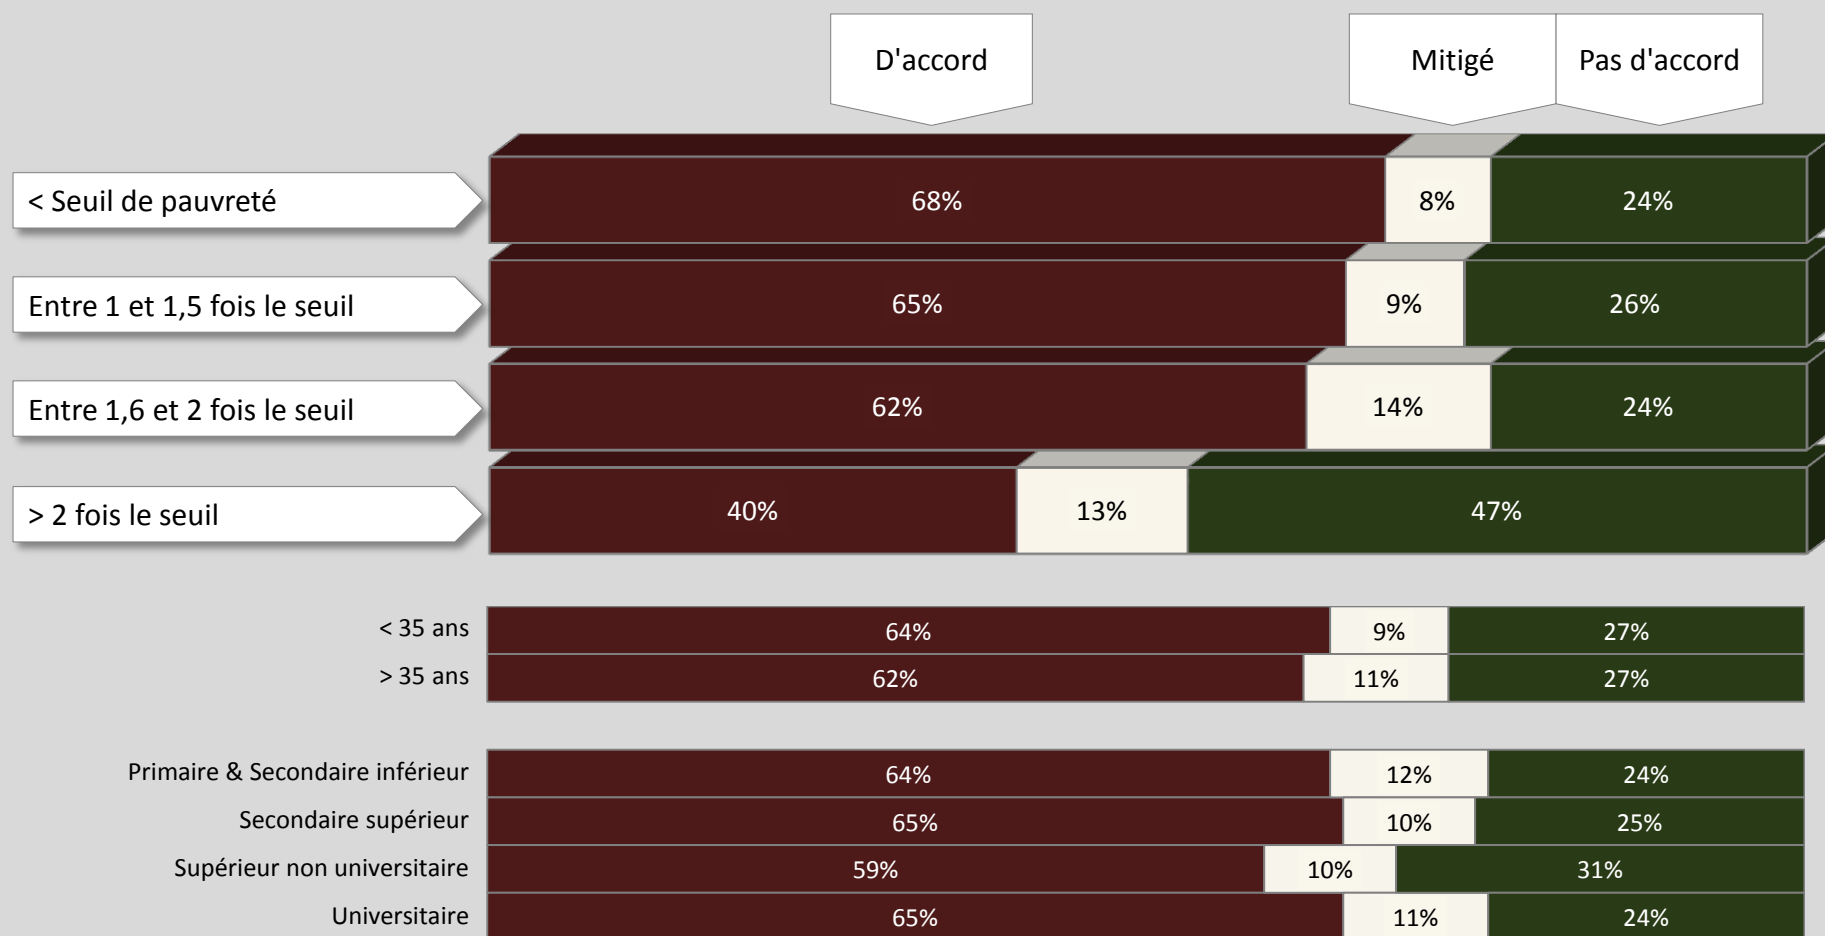 D'accord Mitigé Pas d'accord
< Seuil de pauvreté 68% 8% 24%
Entre 1 et 1,5 fois le seuil 65% 9% 26%
Entre 1,6 et 2 fois le seuil 62% 14% 24%
> 2 fois le seuil 40% 13% 47%
< 35 ans 64% 9% 27%
> 35 ans 62% 11% 27%
Primaire & Secondaire inférieur 64% 12% 24%
Secondaire supérieur 65% 10% 25%
Supérieur non universitaire 59% 10% 31%
Universitaire 65% 11% 24%